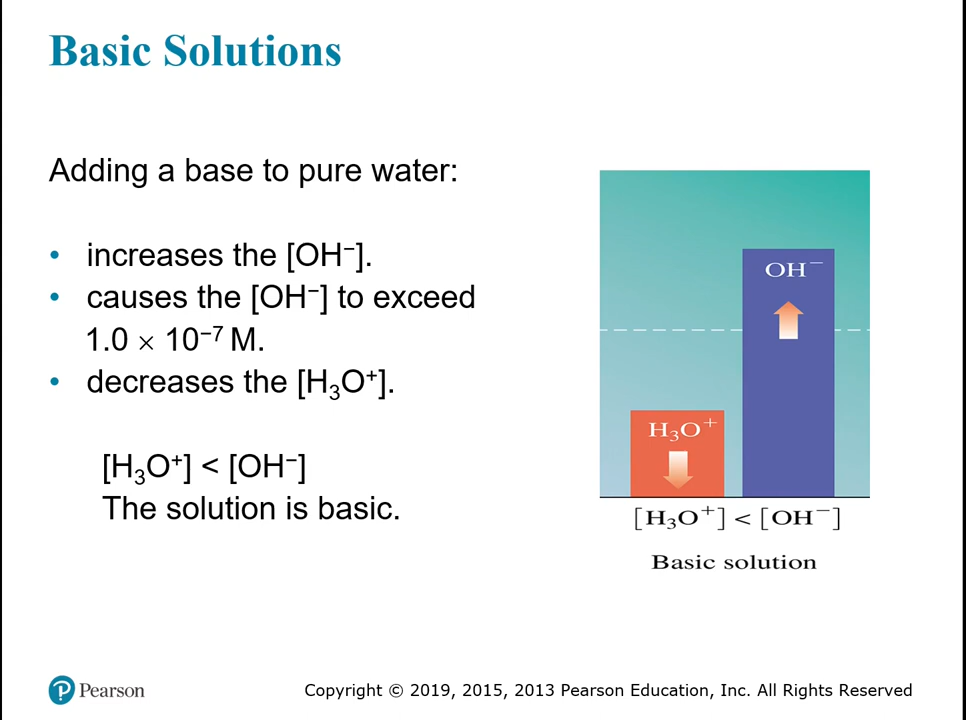 Basic Solutions
Adding a base to pure water:
• increases the [OH⁻].
• causes the [OH⁻] to exceed
1.0 × 10⁻⁷ M.
• decreases the [H₃O⁺].
[H₃O⁺] < [OH⁻]
The solution is basic.
OH⁻
H₃O⁺
[H₃O⁺] < [OH⁻]
Basic solution
P Pearson
Copyright © 2019, 2015, 2013 Pearson Education, Inc. All Rights Reserved